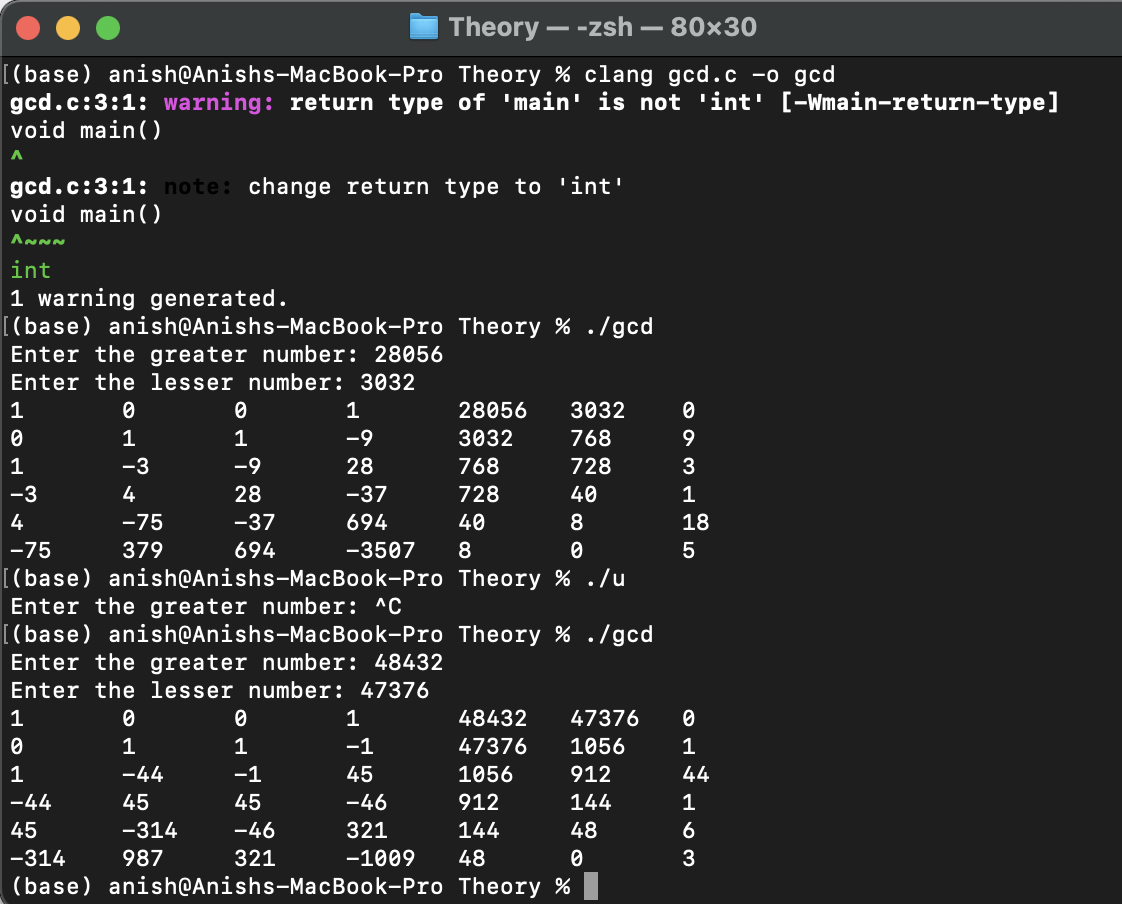 Theory — -zsh — 80×30
[(base) anish@Anishs-MacBook-Pro Theory % clang gcd.c -o gcd
gcd.c:3:1: warning: return type of 'main' is not 'int' [-Wmain-return-type]
void main()
^
gcd.c:3:1: note: change return type to 'int'
void main()
^~~~
int
1 warning generated.
[(base) anish@Anishs-MacBook-Pro Theory % ./gcd
Enter the greater number: 28056
Enter the lesser number: 3032
1 0 0 1 28056 3032 0
0 1 1 -9 3032 768 9
1 -3 -9 28 768 728 3
-3 4 28 -37 728 40 1
4 -75 -37 694 40 8 18
-75 379 694 -3507 8 0 5
[(base) anish@Anishs-MacBook-Pro Theory % ./u
Enter the greater number: ^C
[(base) anish@Anishs-MacBook-Pro Theory % ./gcd
Enter the greater number: 48432
Enter the lesser number: 47376
1 0 0 1 48432 47376 0
0 1 1 -1 47376 1056 1
1 -44 -1 45 1056 912 44
-44 45 45 -46 912 144 1
45 -314 -46 321 144 48 6
-314 987 321 -1009 48 0 3
(base) anish@Anishs-MacBook-Pro Theory %